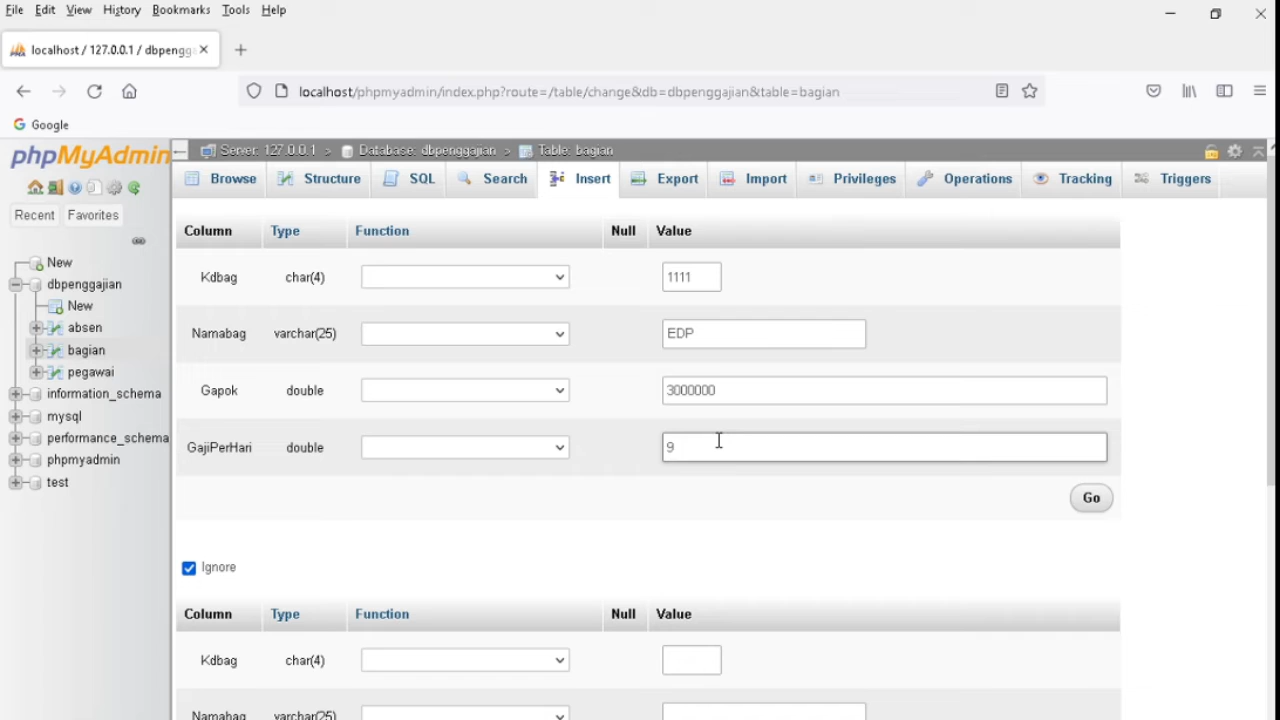 File Edit View History Bookmarks Tools Help
localhost / 127.0.0.1 / dbpengga
localhost/phpmyadmin/index.php?route=/table/change&db=dbpenggajian&table=bagian
Google
phpMyAdmin
Server: 127.0.0.1 > Database: dbpenggajian > Table: bagian
Browse Structure SQL Search Insert Export Import Privileges Operations Tracking Triggers
Recent Favorites
New
dbpenggajian
New
absen
bagian
pegawai
information_schema
mysql
performance_schema
phpmyadmin
test
Column Type Function Null Value
Kdbag char(4) 1111
Namabag varchar(25) EDP
Gapok double 3000000
GajiPerHari double 9
Go
Ignore
Column Type Function Null Value
Kdbag char(4)
Namabag varchar(25)